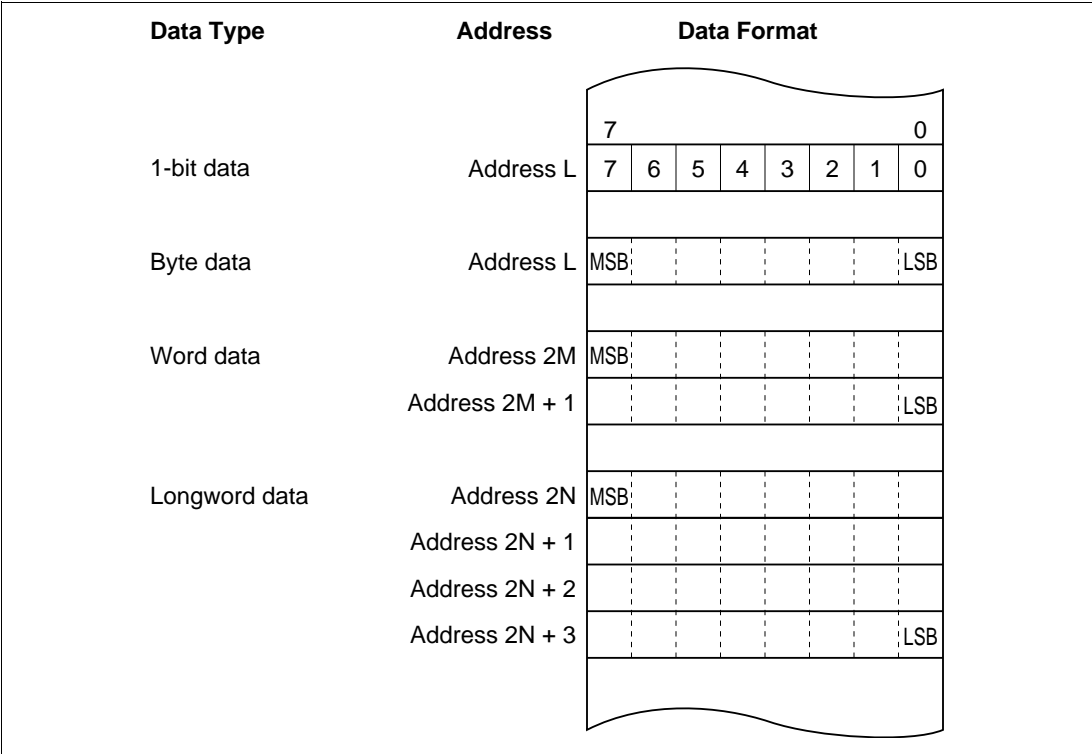 Data Type Address Data Format
7 0
1-bit data Address L 7 6 5 4 3 2 1 0
Byte data Address L MSB LSB
Word data Address 2M MSB
Address 2M + 1 LSB
Longword data Address 2N MSB
Address 2N + 1
Address 2N + 2
Address 2N + 3 LSB